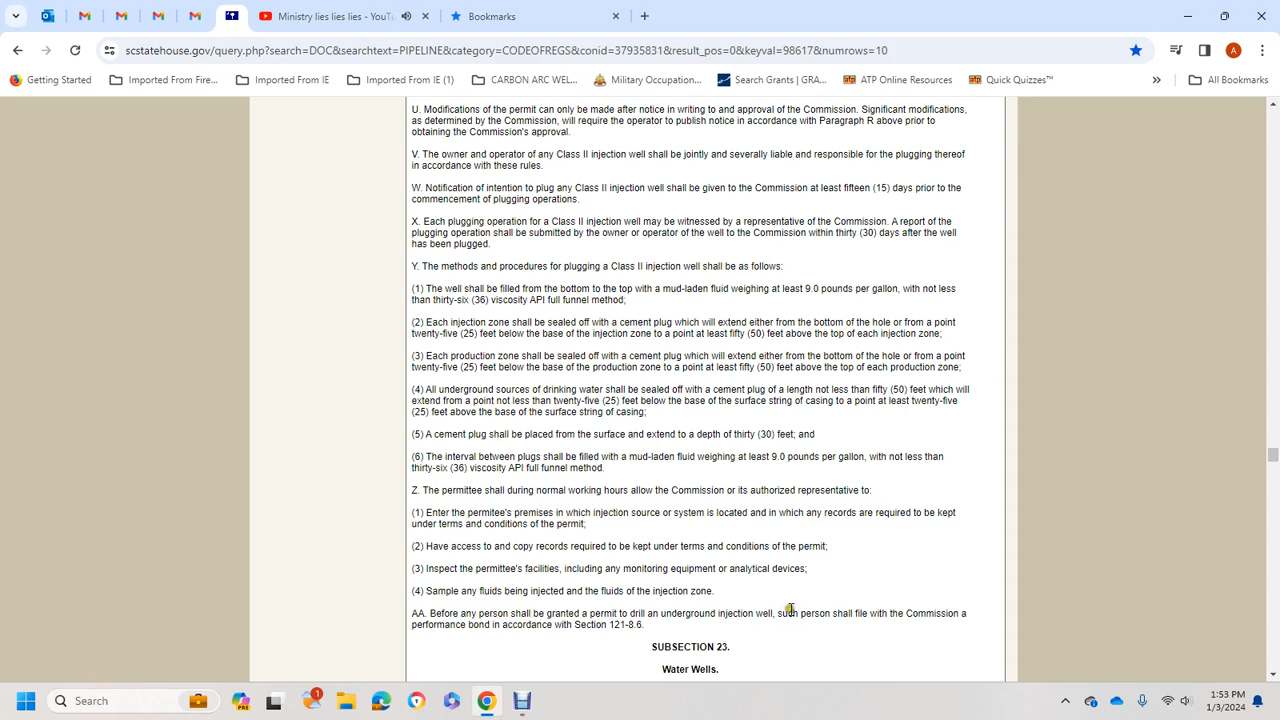 Ministry lies lies lies - YouTu
Bookmarks
scstatehouse.gov/query.php?search=DOC&searchtext=PIPELINE&category=CODEOFREGS&conid=37935831&result_pos=0&keyval=98617&numrows=10
A
Getting Started
Imported From Fire...
Imported From IE
Imported From IE (1)
CARBON ARC WEL...
Military Occupation...
Search Grants | GRA...
ATP Online Resources
Quick Quizzes™
»
All Bookmarks
U. Modifications of the permit can only be made after notice in writing to and approval of the Commission. Significant modifications,
as determined by the Commission, will require the operator to publish notice in accordance with Paragraph R above prior to
obtaining the Commission's approval.
V. The owner and operator of any Class II injection well shall be jointly and severally liable and responsible for the plugging thereof
in accordance with these rules.
W. Notification of intention to plug any Class II injection well shall be given to the Commission at least fifteen (15) days prior to the
commencement of plugging operations.
X. Each plugging operation for a Class II injection well may be witnessed by a representative of the Commission. A report of the
plugging operation shall be submitted by the owner or operator of the well to the Commission within thirty (30) days after the well
has been plugged.
Y. The methods and procedures for plugging a Class II injection well shall be as follows:
(1) The well shall be filled from the bottom to the top with a mud-laden fluid weighing at least 9.0 pounds per gallon, with not less
than thirty-six (36) viscosity API full funnel method;
(2) Each injection zone shall be sealed off with a cement plug which will extend either from the bottom of the hole or from a point
twenty-five (25) feet below the base of the injection zone to a point at least fifty (50) feet above the top of each injection zone;
(3) Each production zone shall be sealed off with a cement plug which will extend either from the bottom of the hole or from a point
twenty-five (25) feet below the base of the production zone to a point at least fifty (50) feet above the top of each production zone;
(4) All underground sources of drinking water shall be sealed off with a cement plug of a length not less than fifty (50) feet which will
extend from a point not less than twenty-five (25) feet below the base of the surface string of casing to a point at least twenty-five
(25) feet above the base of the surface string of casing;
(5) A cement plug shall be placed from the surface and extend to a depth of thirty (30) feet; and
(6) The interval between plugs shall be filled with a mud-laden fluid weighing at least 9.0 pounds per gallon, with not less than
thirty-six (36) viscosity API full funnel method.
Z. The permittee shall during normal working hours allow the Commission or its authorized representative to:
(1) Enter the permitee's premises in which injection source or system is located and in which any records are required to be kept
under terms and conditions of the permit;
(2) Have access to and copy records required to be kept under terms and conditions of the permit;
(3) Inspect the permittee's facilities, including any monitoring equipment or analytical devices;
(4) Sample any fluids being injected and the fluids of the injection zone.
AA. Before any person shall be granted a permit to drill an underground injection well, such person shall file with the Commission a
performance bond in accordance with Section 121-8.6.
SUBSECTION 23.
Water Wells.
Search
PRE
1
1:53 PM
1/3/2024